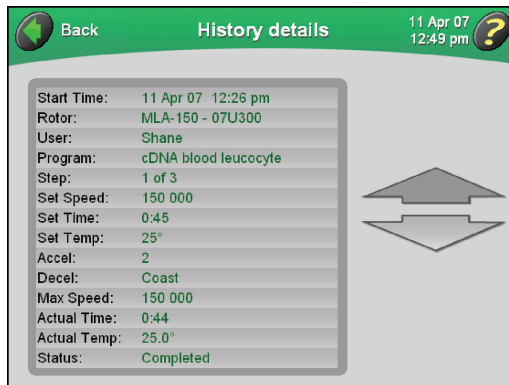 Back
History details
11 Apr 07
12:49 pm
?
Start Time: 11 Apr 07 12:26 pm
Rotor: MLA-150 - 07U300
User: Shane
Program: cDNA blood leucocyte
Step: 1 of 3
Set Speed: 150 000
Set Time: 0:45
Set Temp: 25°
Accel: 2
Decel: Coast
Max Speed: 150 000
Actual Time: 0:44
Actual Temp: 25.0°
Status: Completed